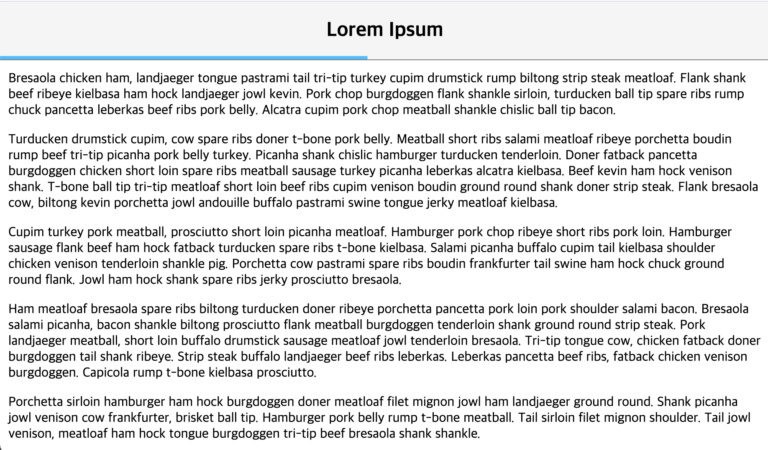 Lorem Ipsum
Bresaola chicken ham, landjaeger tongue pastrami tail tri-tip turkey cupim drumstick rump biltong strip steak meatloaf. Flank shank
beef ribeye kielbasa ham hock landjaeger jowl kevin. Pork chop burgdoggen flank shankle sirloin, turducken ball tip spare ribs rump
chuck pancetta leberkas beef ribs pork belly. Alcatra cupim pork chop meatball shankle chislic ball tip bacon.
Turducken drumstick cupim, cow spare ribs doner t-bone pork belly. Meatball short ribs salami meatloaf ribeye porchetta boudin
rump beef tri-tip picanha pork belly turkey. Picanha shank chislic hamburger turducken tenderloin. Doner fatback pancetta
burgdoggen chicken short loin spare ribs meatball sausage turkey picanha leberkas alcatra kielbasa. Beef kevin ham hock venison
shank. T-bone ball tip tri-tip meatloaf short loin beef ribs cupim venison boudin ground round shank doner strip steak. Flank bresaola
cow, biltong kevin porchetta jowl andouille buffalo pastrami swine tongue jerky meatloaf kielbasa.
Cupim turkey pork meatball, prosciutto short loin picanha meatloaf. Hamburger pork chop ribeye short ribs pork loin. Hamburger
sausage flank beef ham hock fatback turducken spare ribs t-bone kielbasa. Salami picanha buffalo cupim tail kielbasa shoulder
chicken venison tenderloin shankle pig. Porchetta cow pastrami spare ribs boudin frankfurter tail swine ham hock chuck ground
round flank. Jowl ham hock shank spare ribs jerky prosciutto bresaola.
Ham meatloaf bresaola spare ribs biltong turducken doner ribeye porchetta pancetta pork loin pork shoulder salami bacon. Bresaola
salami picanha, bacon shankle biltong prosciutto flank meatball burgdoggen tenderloin shank ground round strip steak. Pork
landjaeger meatball, short loin buffalo drumstick sausage meatloaf jowl tenderloin bresaola. Tri-tip tongue cow, chicken fatback doner
burgdoggen tail shank ribeye. Strip steak buffalo landjaeger beef ribs leberkas. Leberkas pancetta beef ribs, fatback chicken venison
burgdoggen. Capicola rump t-bone kielbasa prosciutto.
Porchetta sirloin hamburger ham hock burgdoggen doner meatloaf filet mignon jowl ham landjaeger ground round. Shank picanha
jowl venison cow frankfurter, brisket ball tip. Hamburger pork belly rump t-bone meatball. Tail sirloin filet mignon shoulder. Tail jowl
venison, meatloaf ham hock tongue burgdoggen tri-tip beef bresaola shank shankle.